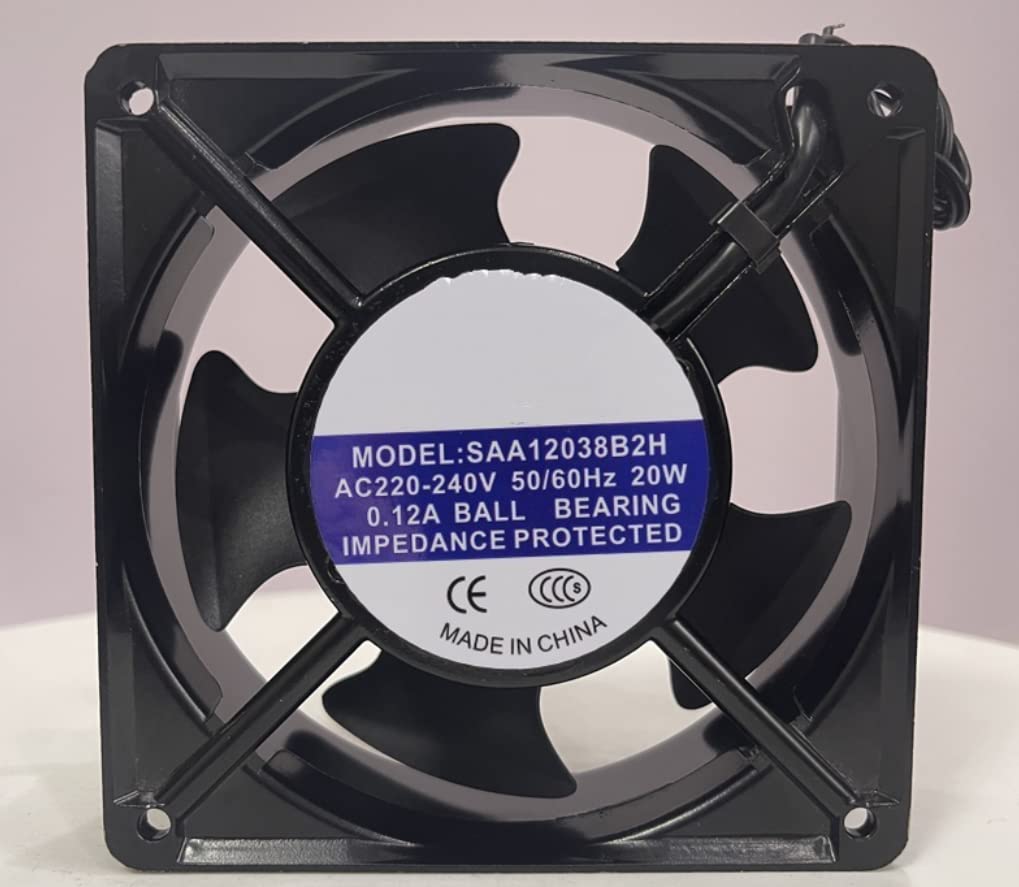 MODEL:SAA12038B2H
AC220-240V 50/60Hz 20W
0.12A BALL BEARING
IMPEDANCE PROTECTED
CE CCC S
MADE IN CHINA